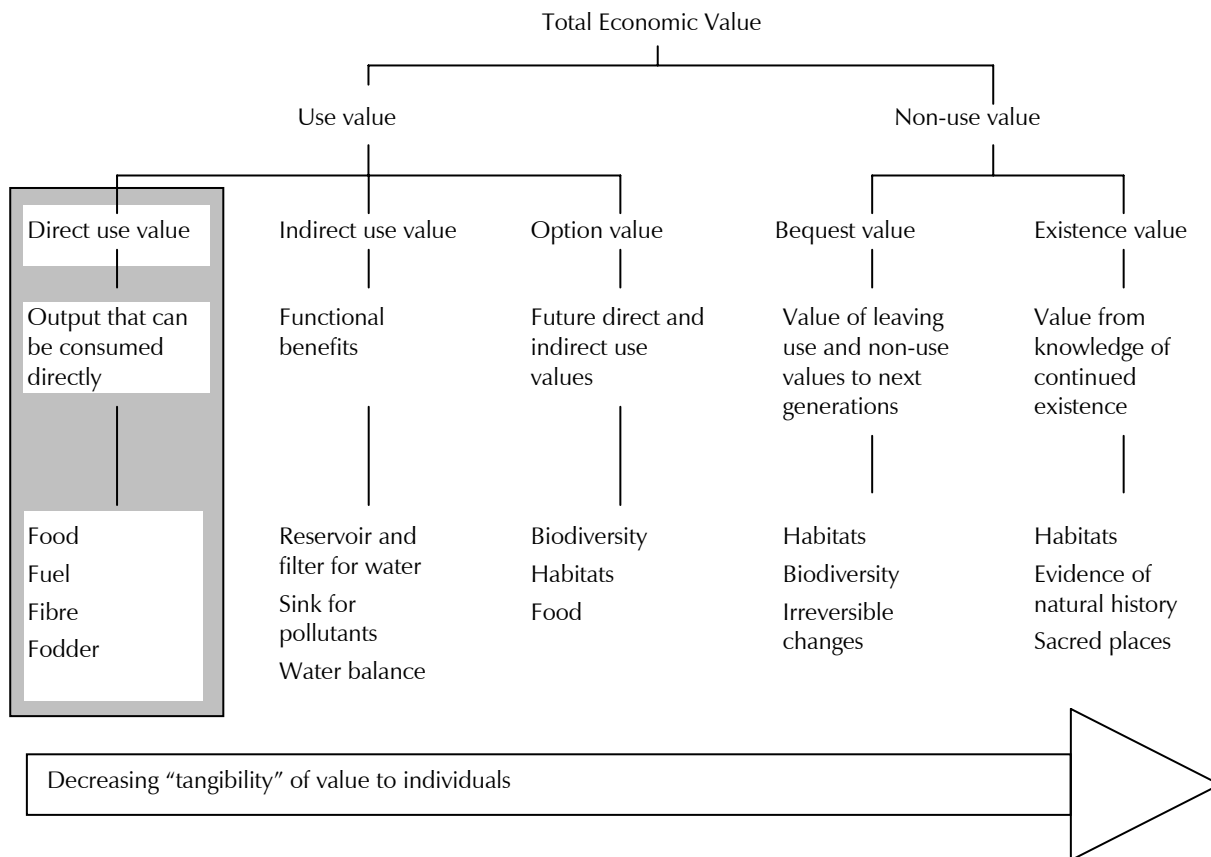 Total Economic Value
Use value
Non-use value
Direct use value
Indirect use value
Option value
Bequest value
Existence value
Output that can
be consumed
directly
Functional
benefits
Future direct and
indirect use
values
Value of leaving
use and non-use
values to next
generations
Value from
knowledge of
continued
existence
Food
Fuel
Fibre
Fodder
Reservoir and
filter for water
Sink for
pollutants
Water balance
Biodiversity
Habitats
Food
Habitats
Biodiversity
Irreversible
changes
Habitats
Evidence of
natural history
Sacred places
Decreasing “tangibility” of value to individuals